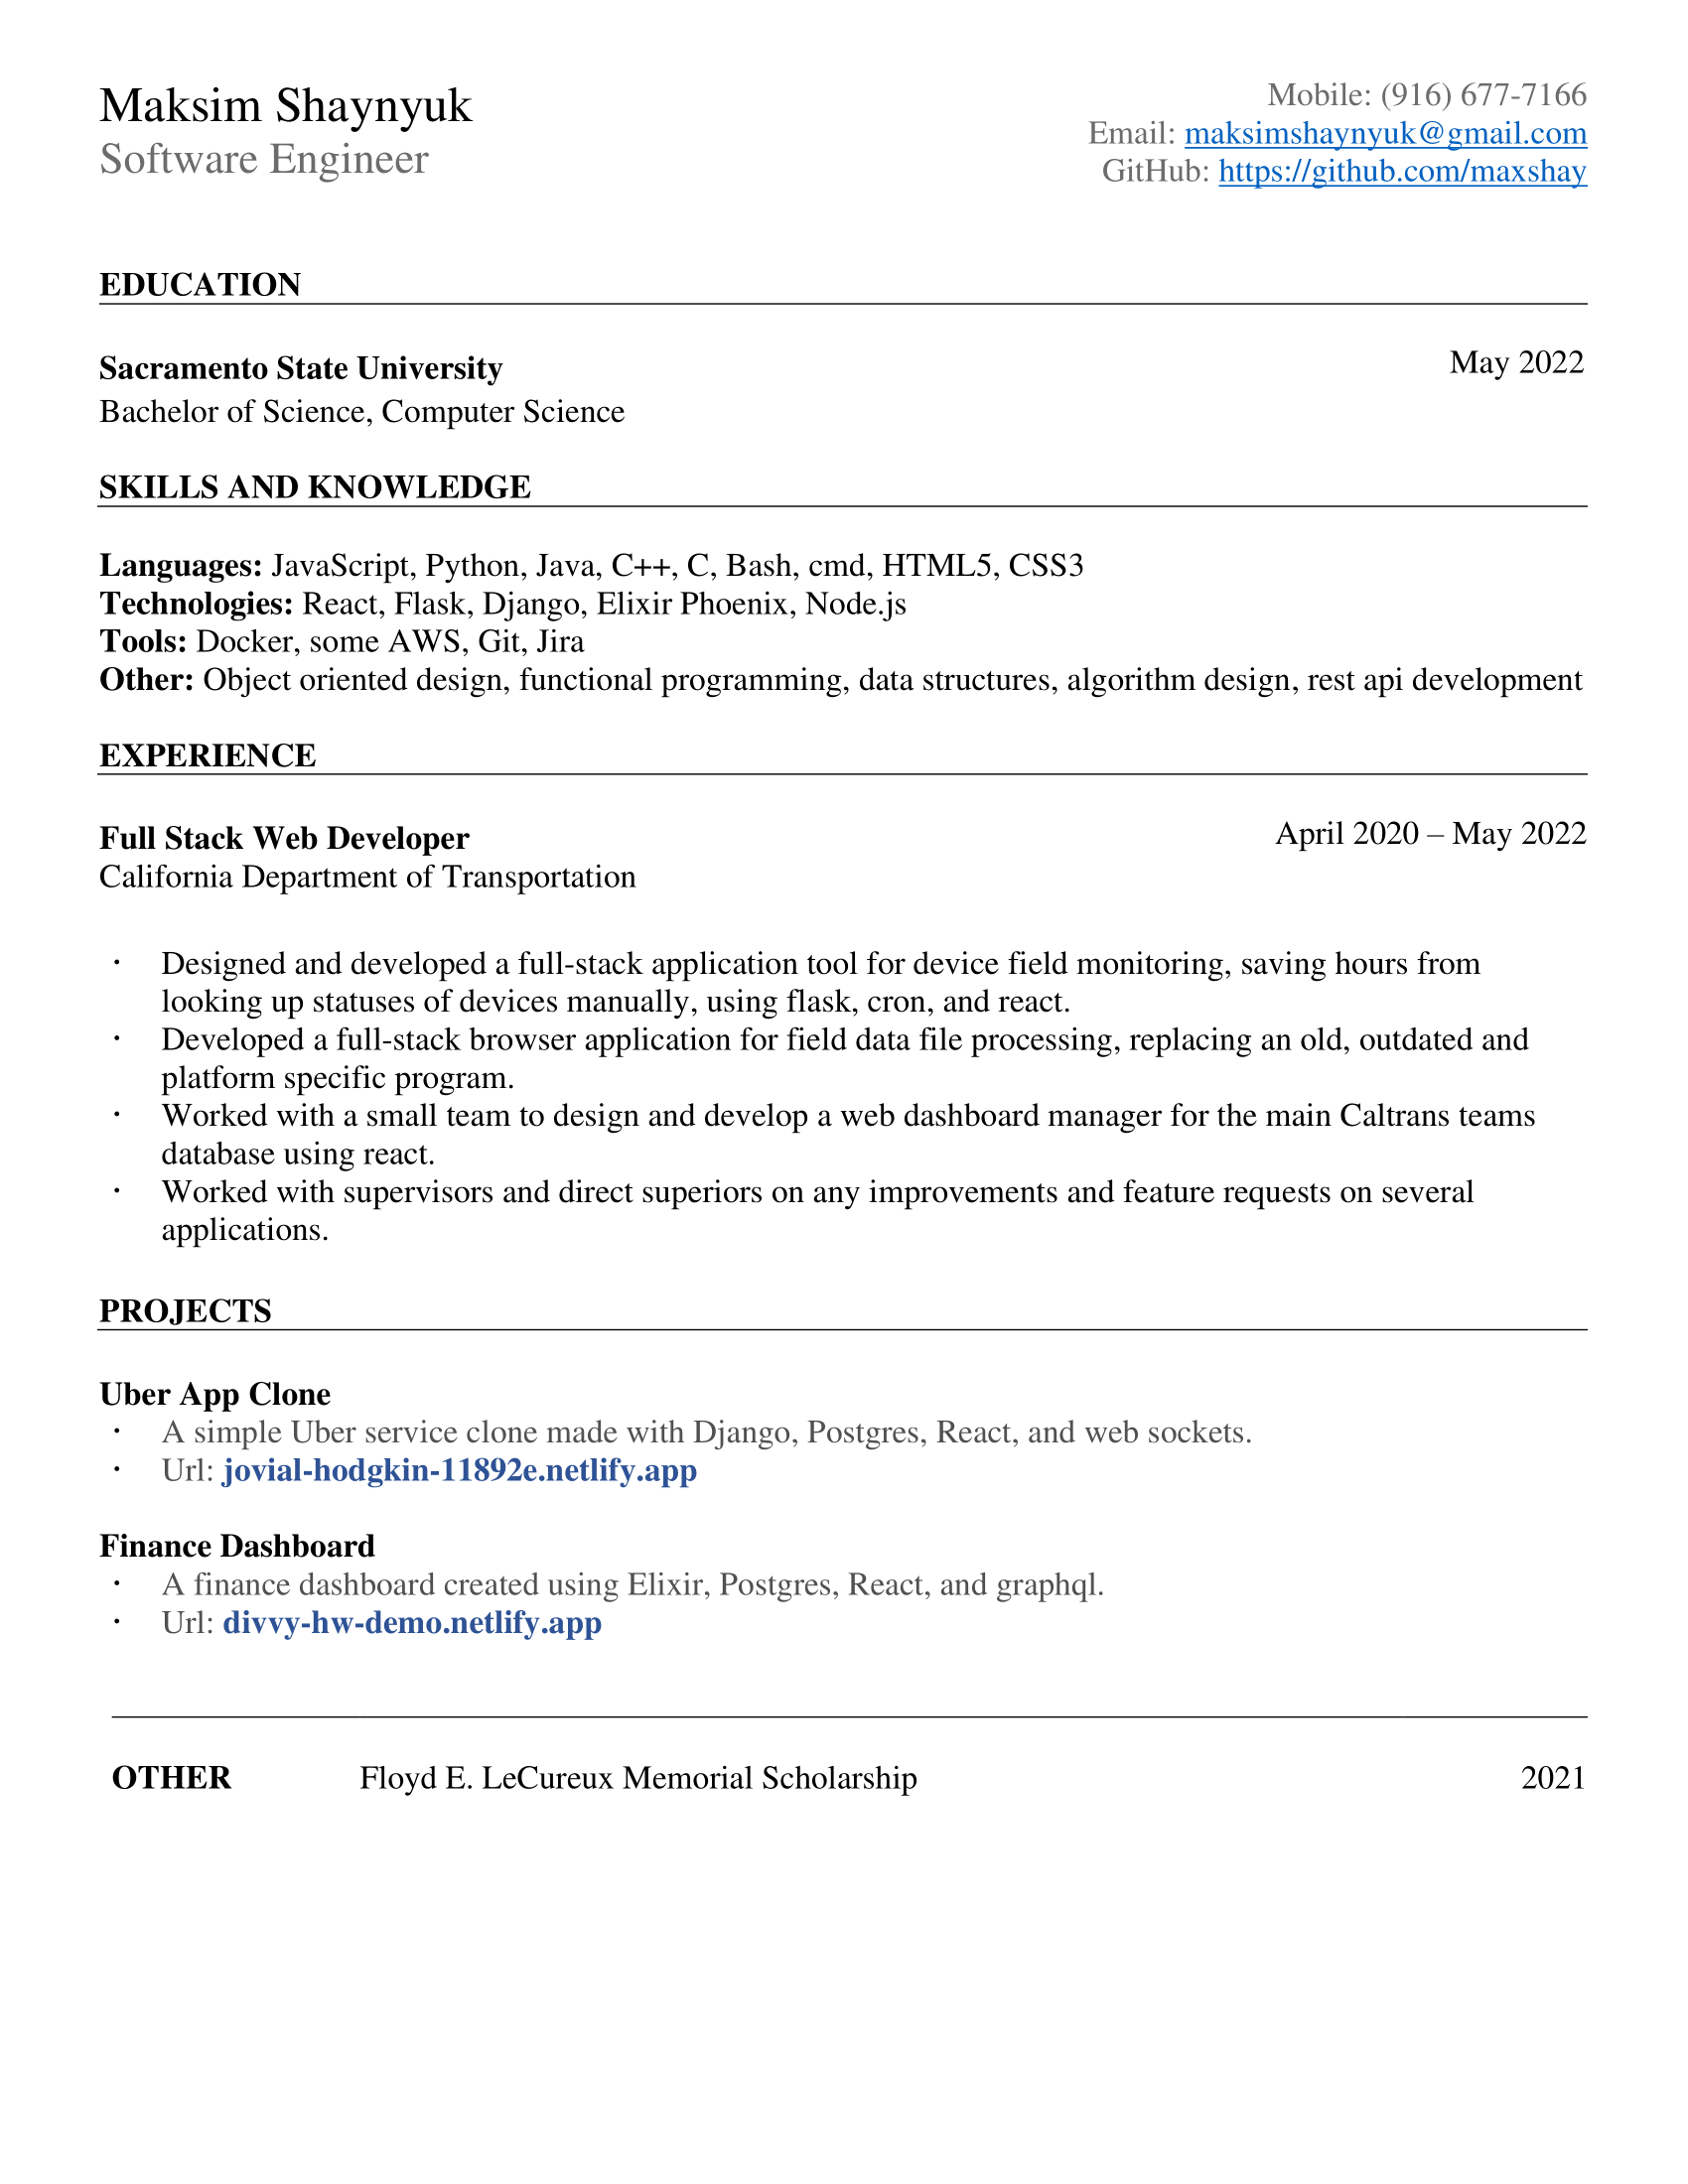 Maksim Shaynyuk
Software Engineer
Mobile: (916) 677-7166
Email: maksimshaynyuk@gmail.com
GitHub: https://github.com/maxshay
EDUCATION
Sacramento State University May 2022
Bachelor of Science, Computer Science
SKILLS AND KNOWLEDGE
Languages: JavaScript, Python, Java, C++, C, Bash, cmd, HTML5, CSS3
Technologies: React, Flask, Django, Elixir Phoenix, Node.js
Tools: Docker, some AWS, Git, Jira
Other: Object oriented design, functional programming, data structures, algorithm design, rest api development
EXPERIENCE
Full Stack Web Developer April 2020 – May 2022
California Department of Transportation
· Designed and developed a full-stack application tool for device field monitoring, saving hours from
looking up statuses of devices manually, using flask, cron, and react.
· Developed a full-stack browser application for field data file processing, replacing an old, outdated and
platform specific program.
· Worked with a small team to design and develop a web dashboard manager for the main Caltrans teams
database using react.
· Worked with supervisors and direct superiors on any improvements and feature requests on several
applications.
PROJECTS
Uber App Clone
· A simple Uber service clone made with Django, Postgres, React, and web sockets.
· Url: jovial-hodgkin-11892e.netlify.app
Finance Dashboard
· A finance dashboard created using Elixir, Postgres, React, and graphql.
· Url: divvy-hw-demo.netlify.app
OTHER Floyd E. LeCureux Memorial Scholarship 2021